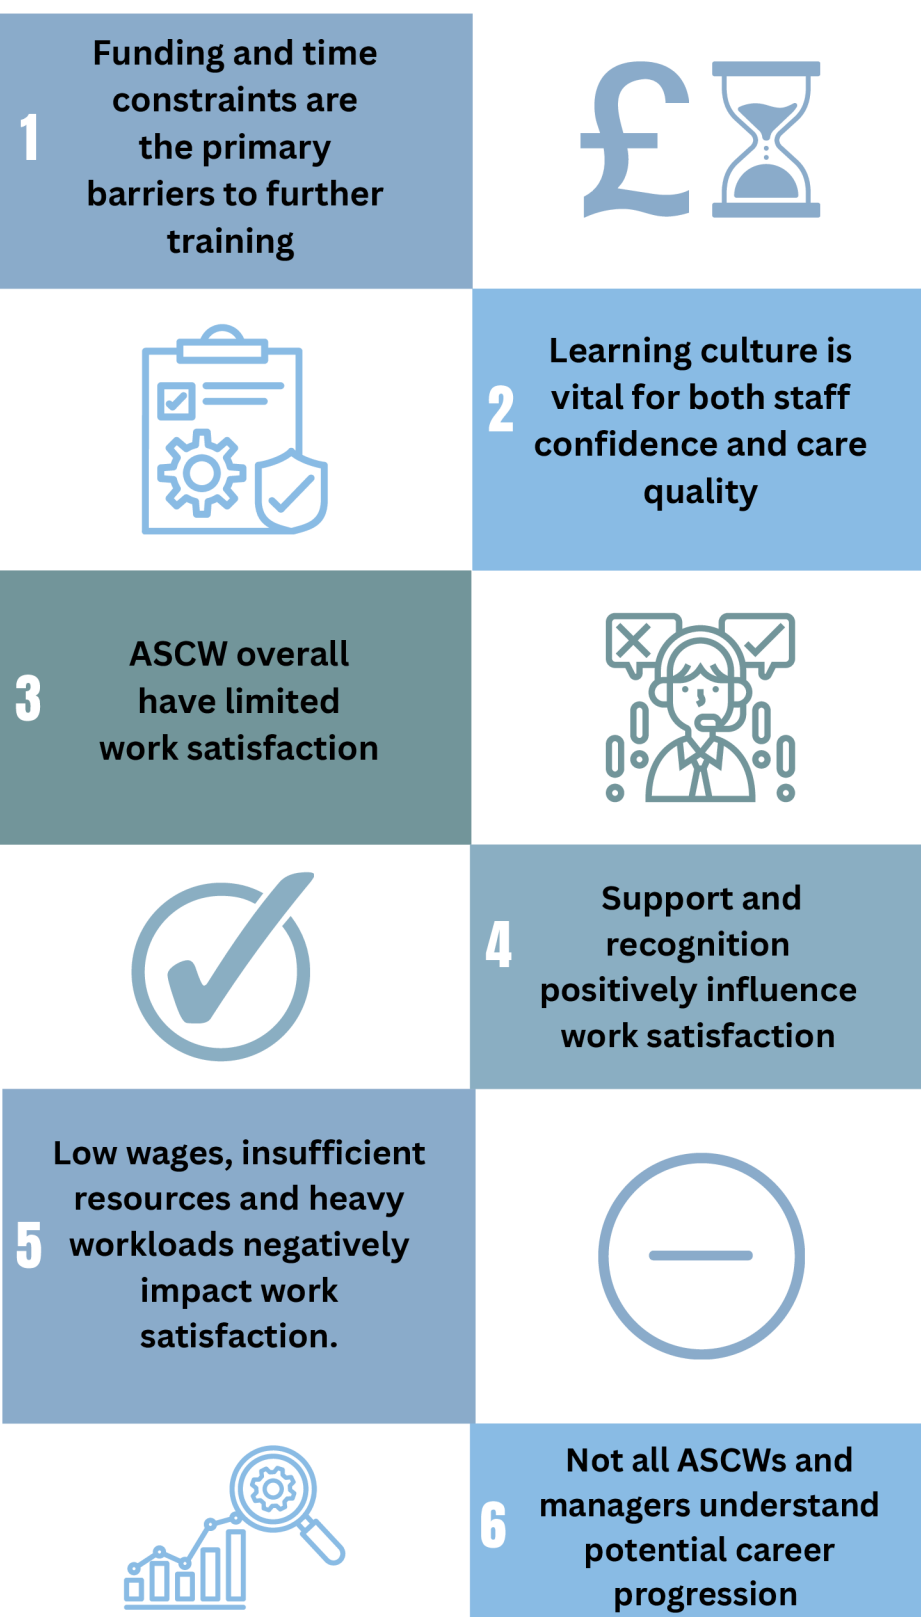 1
Funding and time
constraints are
the primary
barriers to further
training
£
2
Learning culture is
vital for both staff
confidence and care
quality
3
ASCW overall
have limited
work satisfaction
4
Support and
recognition
positively influence
work satisfaction
5
Low wages, insufficient
resources and heavy
workloads negatively
impact work
satisfaction.
6
Not all ASCWs and
managers understand
potential career
progression